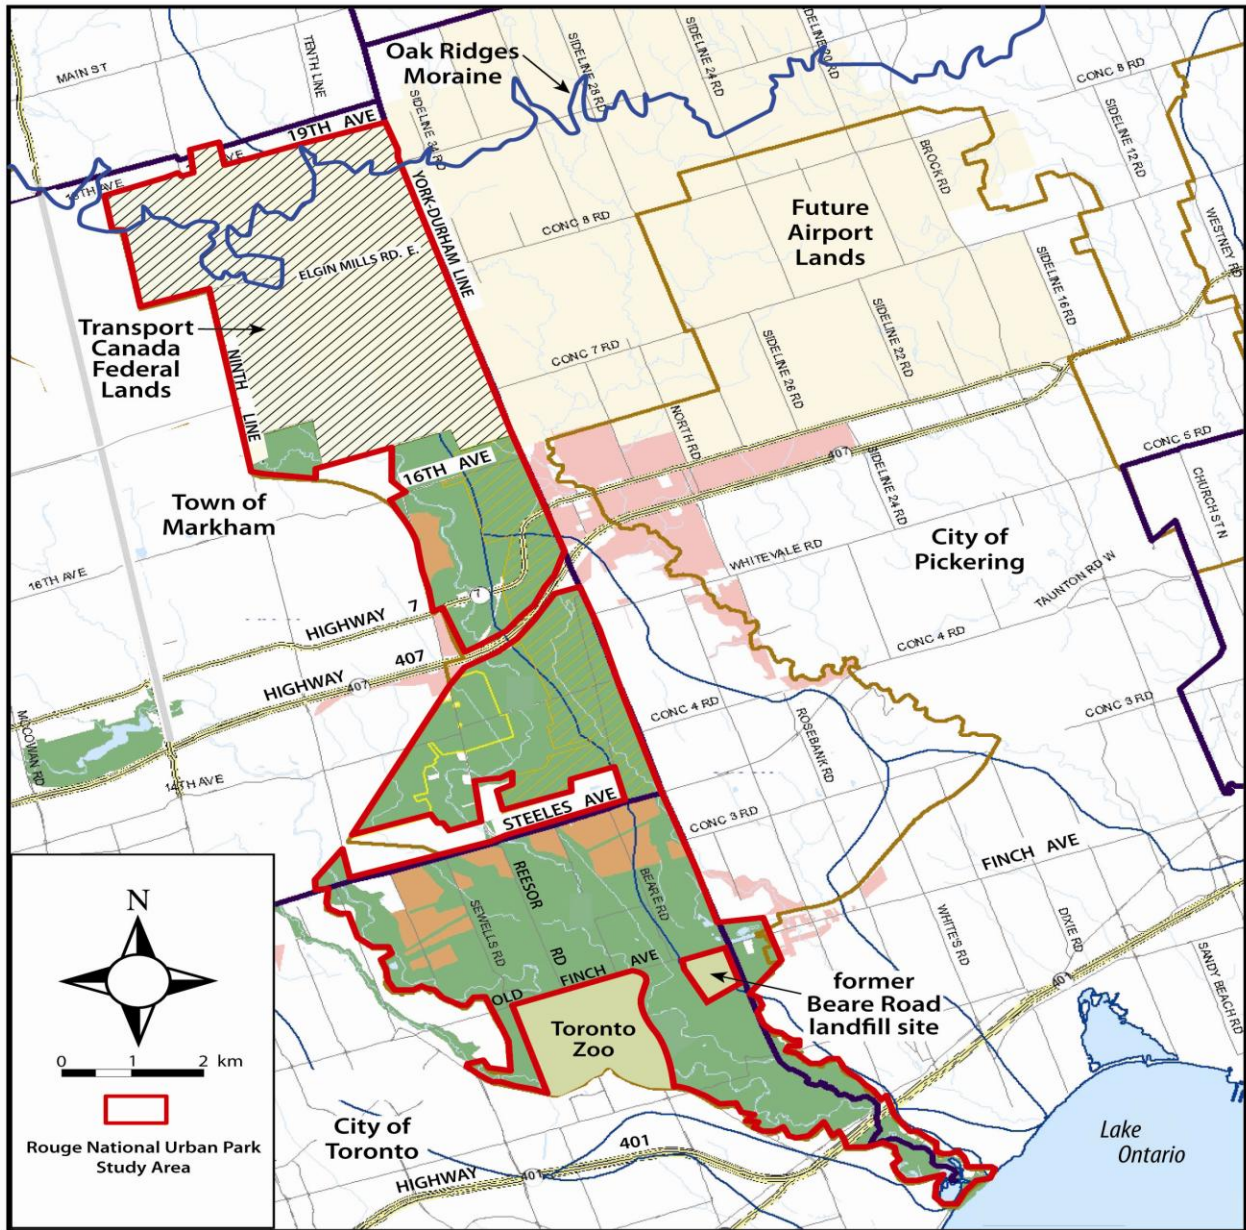 MAIN ST
TENTH LINE
Oak Ridges
Moraine
SIDELINE 28 RD
SIDELINE 24 RD
SIDELINE 20 RD
CONC 8 RD
19TH AVE
SIDELINE 34 RD
SIDELINE 12 RD
BROCK RD
YORK-DURHAM LINE
CONC 8 RD
Future
Airport
Lands
WESTNEY RD
ELGIN MILLS RD. E.
SIDELINE 16 RD
Transport
Canada
Federal
Lands
NINTH LINE
CONC 7 RD
SIDELINE 22 RD
SIDELINE 26 RD
NORTH RD
16TH AVE
407
CONC 5 RD
SIDELINE 24 RD
CHURCH ST N
Town of
Markham
City of
Pickering
WHITEVALE RD
16TH AVE
TAUNTON RD W
HIGHWAY 7
7
CONC 4 RD
HIGHWAY 407
407
MCCOWAN RD
14TH AVE
CONC 4 RD
ROSEBANK RD
CONC 3 RD
STEELES AVE
CONC 3 RD
FINCH AVE
REESOR RD
BEARE RD
SEWELLS RD
WHITE'S RD
DIXIE RD
SANDY BEACH RD
401
OLD FINCH AVE
former
Beare Road
landfill site
Toronto
Zoo
N
0 1 2 km
Rouge National Urban Park
Study Area
City of
Toronto
HIGHWAY 401
401
Lake
Ontario